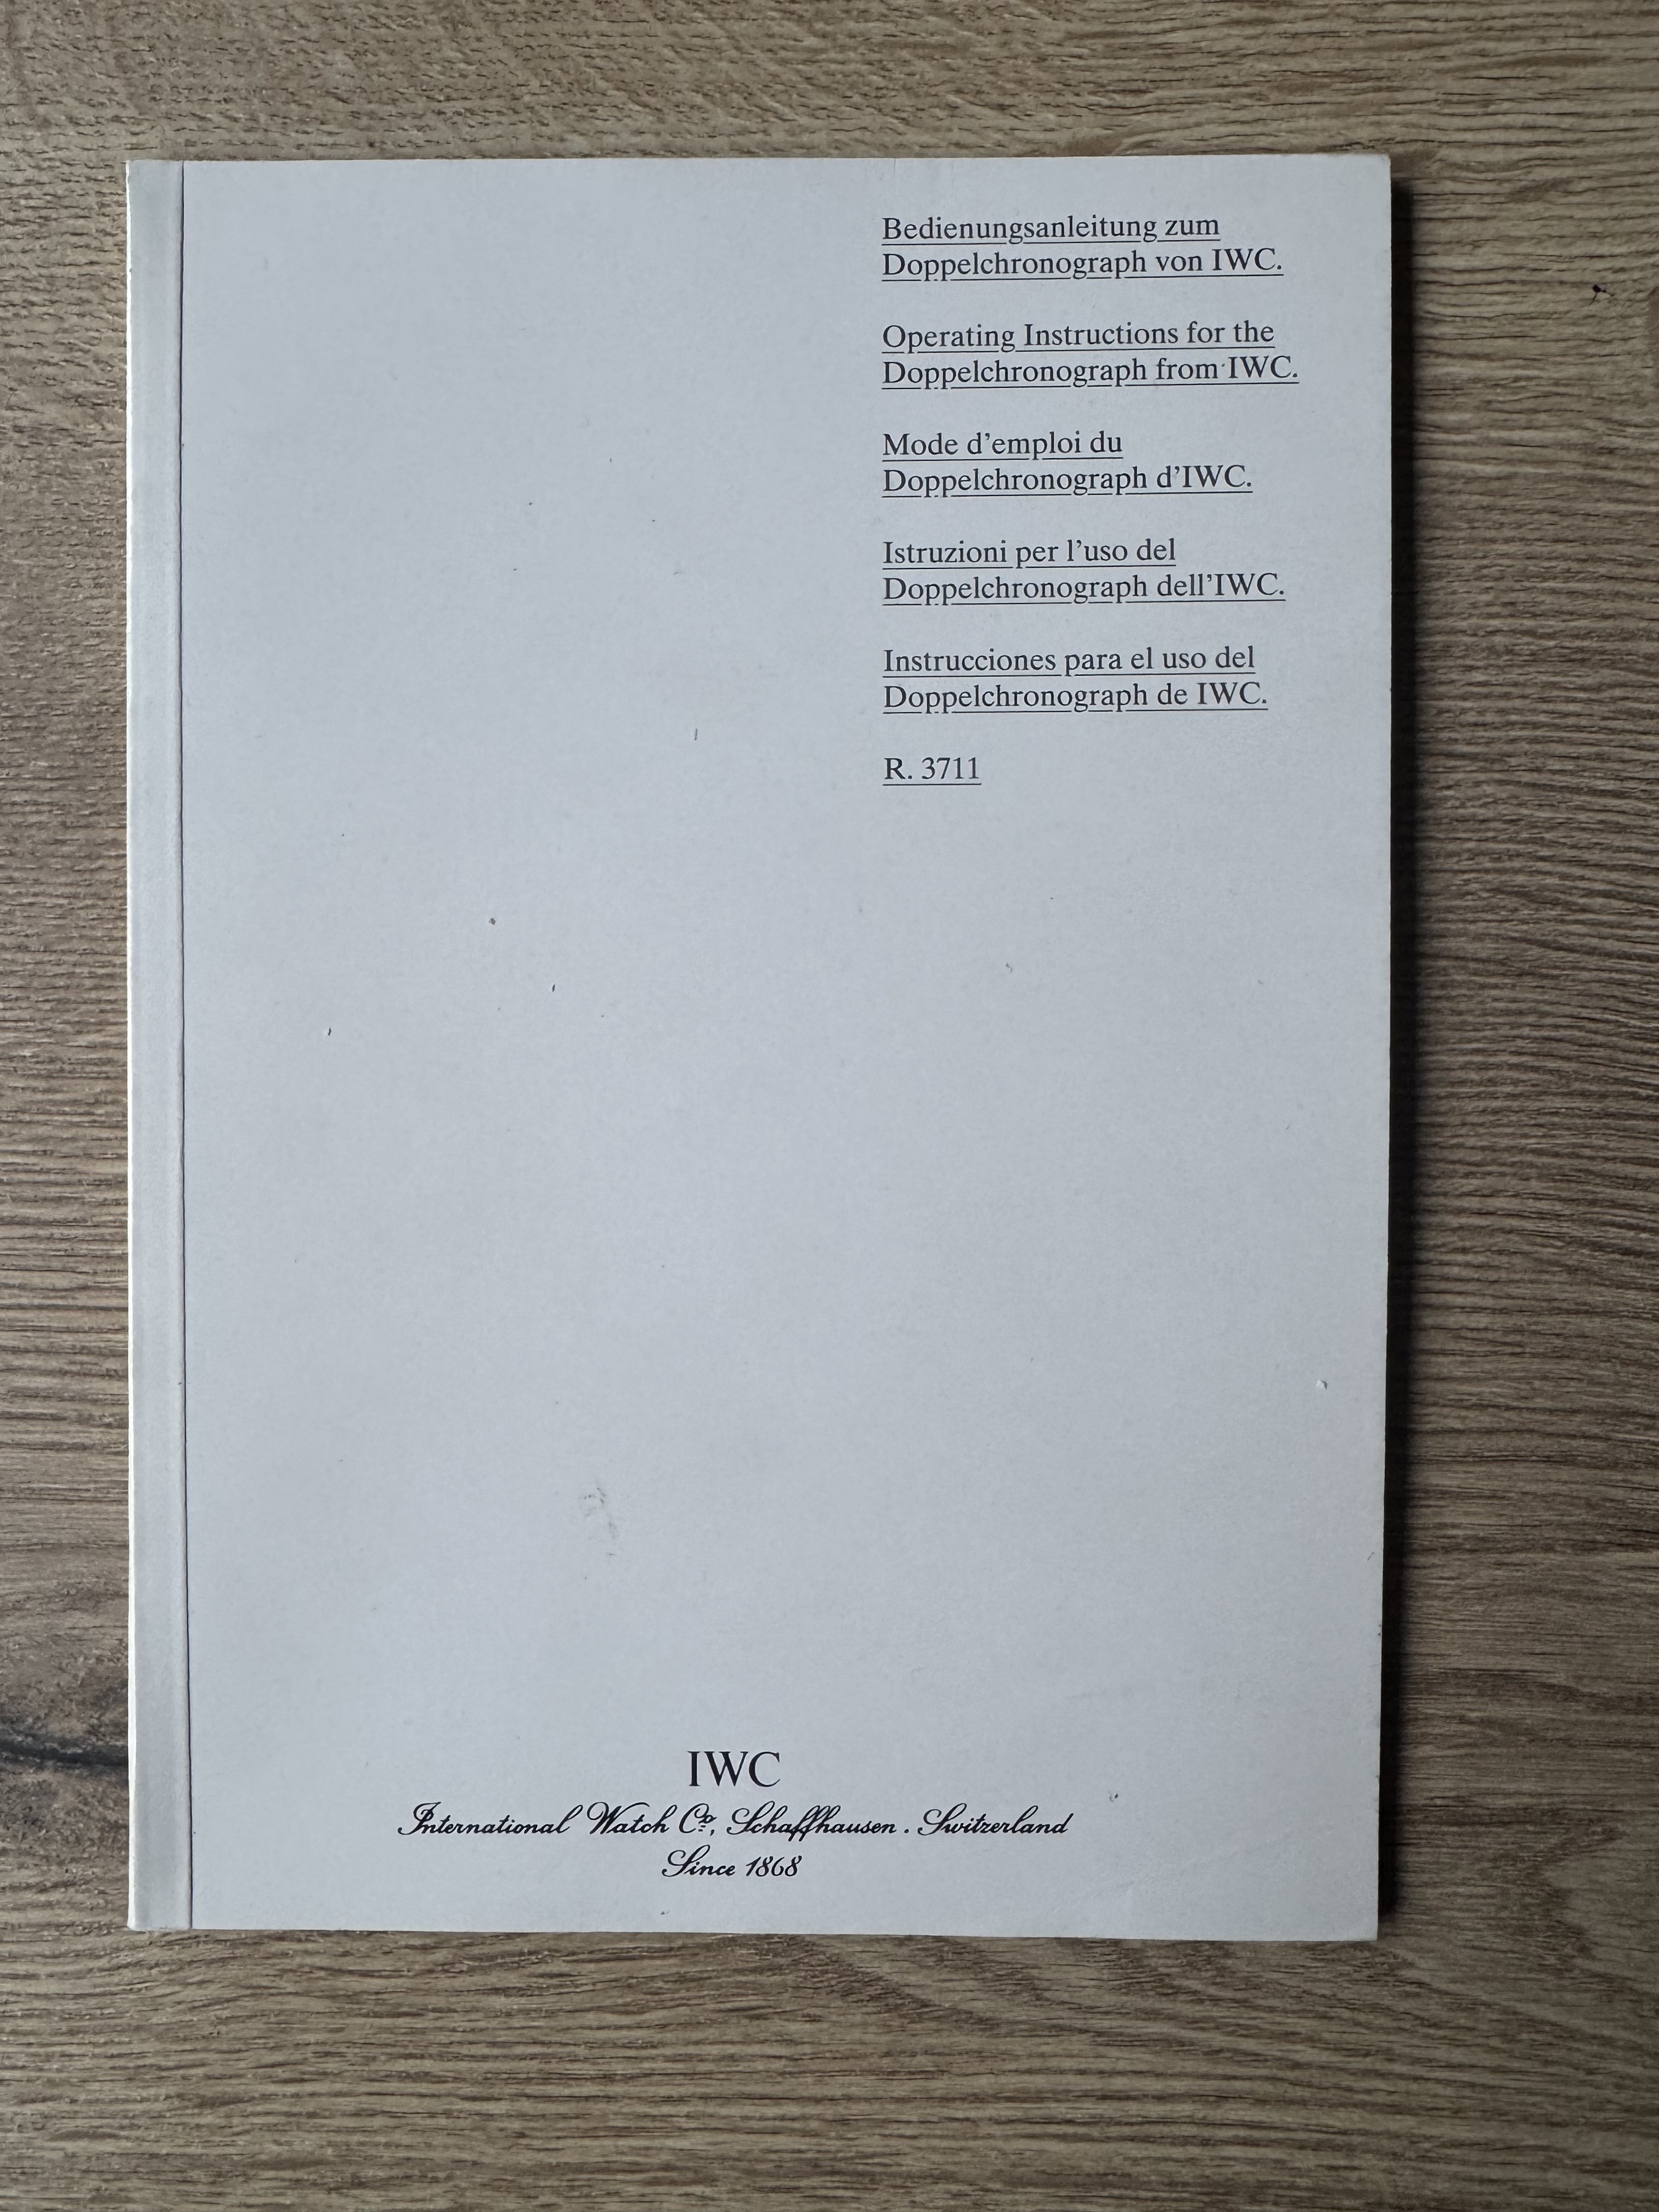 Bedienungsanleitung zum
Doppelchronograph von IWC.
Operating Instructions for the
Doppelchronograph from IWC.
Mode d’emploi du
Doppelchronograph d’IWC.
Istruzioni per l’uso del
Doppelchronograph dell’IWC.
Instrucciones para el uso del
Doppelchronograph de IWC.
R. 3711
IWC
International Watch Co, Schaffhausen . Switzerland
Since 1868